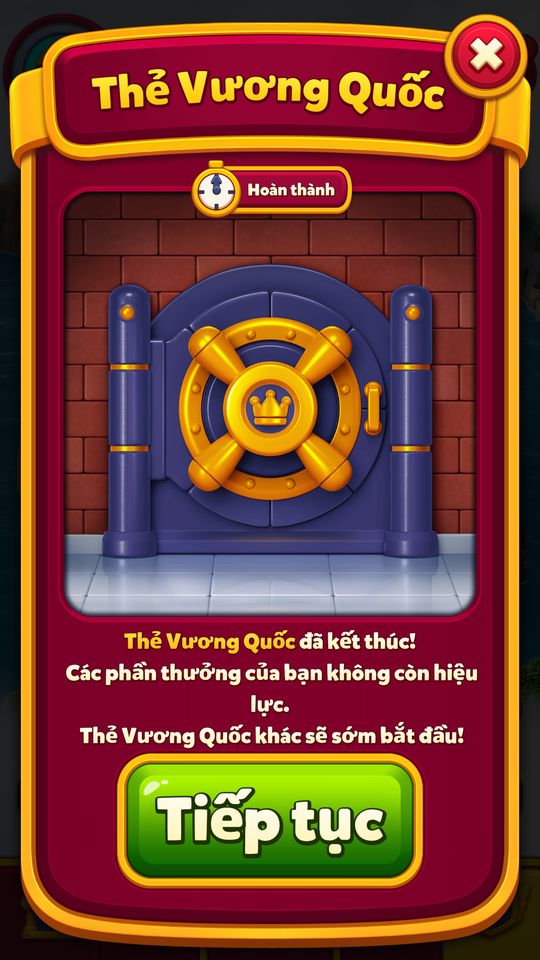 Thẻ Vương Quốc
Hoàn thành
Thẻ Vương Quốc đã kết thúc!
Các phần thưởng của bạn không còn hiệu
lực.
Thẻ Vương Quốc khác sẽ sớm bắt đầu!
Tiếp tục